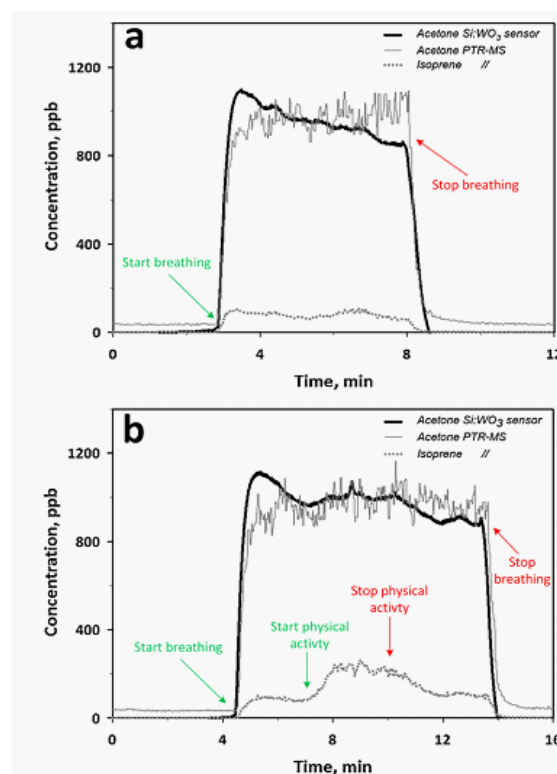 a
Acetone Si:WO3 sensor
Acetone PTR-MS
Isoprene //
1200
800
400
0
Concentration, ppb
Start breathing
Stop breathing
0 4 8 12
Time, min
b
Acetone Si:WO3 sensor
Acetone PTR-MS
Isoprene //
1200
800
400
0
Concentration, ppb
Start breathing
Start physical
activty
Stop physical
activty
Stop
breathing
0 4 8 12 16
Time, min